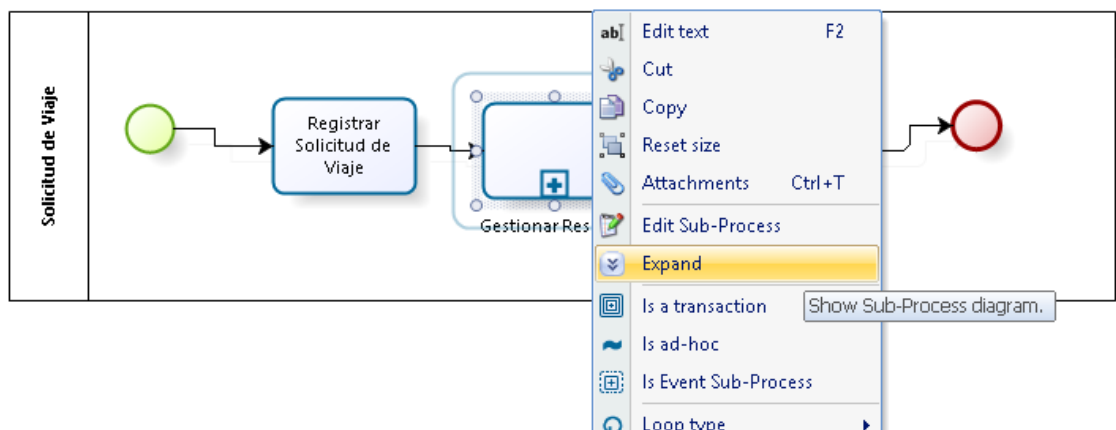 Solicitud de Viaje
Registrar
Solicitud de
Viaje
Gestionar Res
Edit text F2
Cut
Copy
Reset size
Attachments Ctrl+T
Edit Sub-Process
Expand
Is a transaction
Show Sub-Process diagram.
Is ad-hoc
Is Event Sub-Process
Loop type